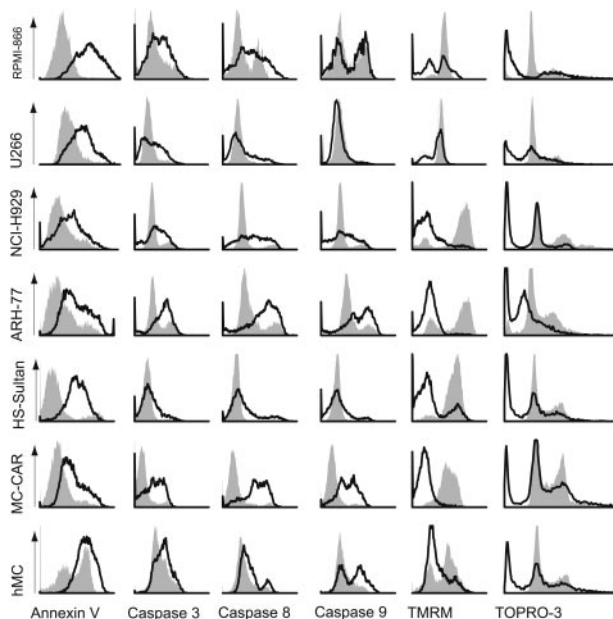 RPMI-866
U266
NCI-H929
ARH-77
HS-Sultan
MC-CAR
hMC
Annexin V Caspase 3 Caspase 8 Caspase 9 TMRM TOPRO-3